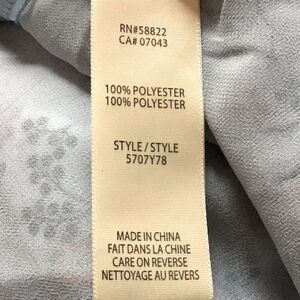 RN#58822
CA# 07043
100% POLYESTER
100% POLYESTER
STYLE / STYLE
5707Y78
MADE IN CHINA
FAIT DANS LA CHINE
CARE ON REVERSE
NETTOYAGE AU REVERS